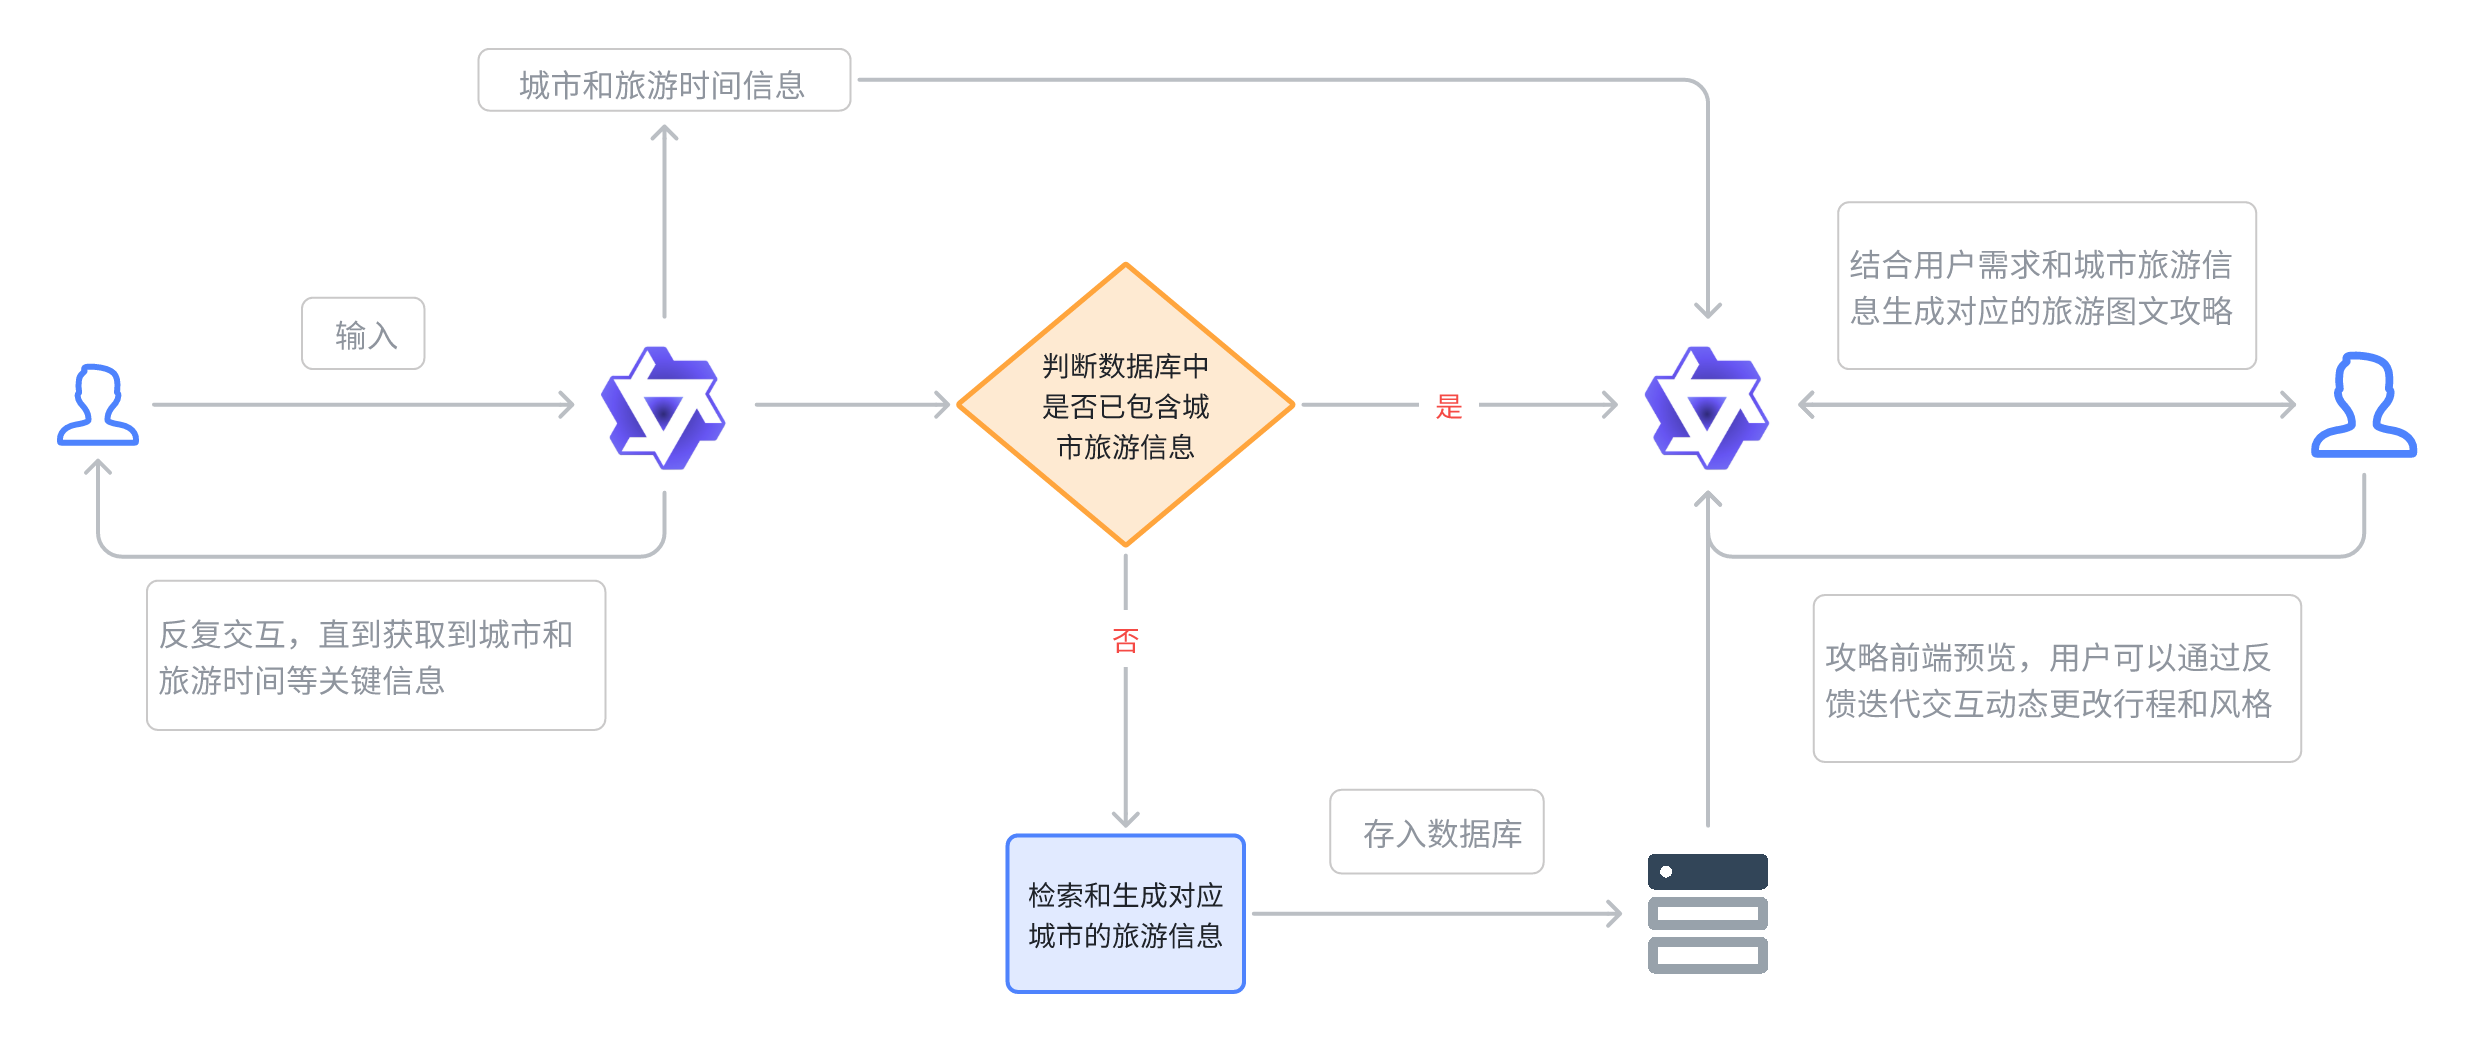 城市和旅游时间信息
输入
结合用户需求和城市旅游信
息生成对应的旅游图文攻略
判断数据库中
是否已包含城
市旅游信息
是
反复交互，直到获取到城市和
旅游时间等关键信息
否
攻略前端预览，用户可以通过反
馈迭代交互动态更改行程和风格
存入数据库
检索和生成对应
城市的旅游信息